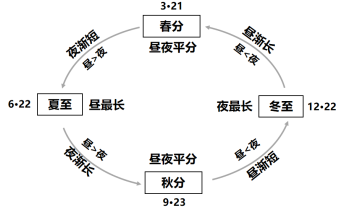 3•21
春分
昼夜平分
夜渐短
昼>夜
昼渐长
昼<夜
6•22
夏至
昼最长
夜最长
冬至
12•22
昼>夜
夜渐长
昼<夜
昼渐短
昼夜平分
秋分
9•23